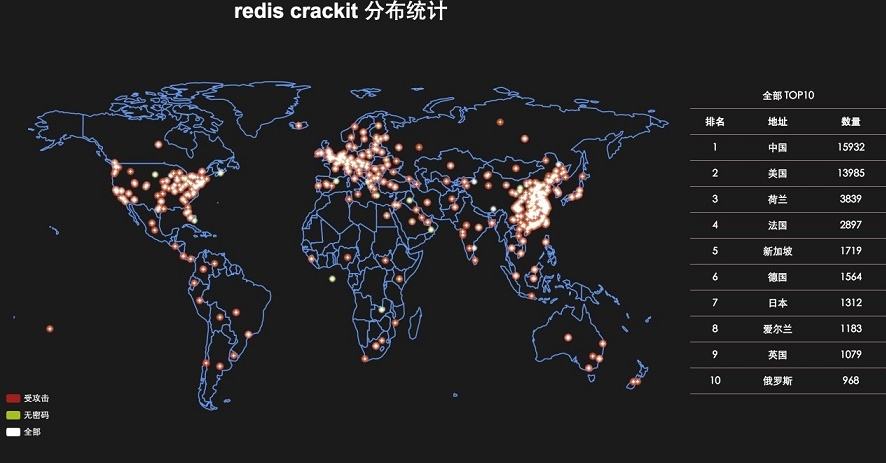 redis crackit 分布统计
全部 TOP10
排名 地址 数量
1 中国 15932
2 美国 13985
3 荷兰 3839
4 法国 2897
5 新加坡 1719
6 德国 1564
7 日本 1312
8 爱尔兰 1183
9 英国 1079
10 俄罗斯 968
受攻击
无密码
全部